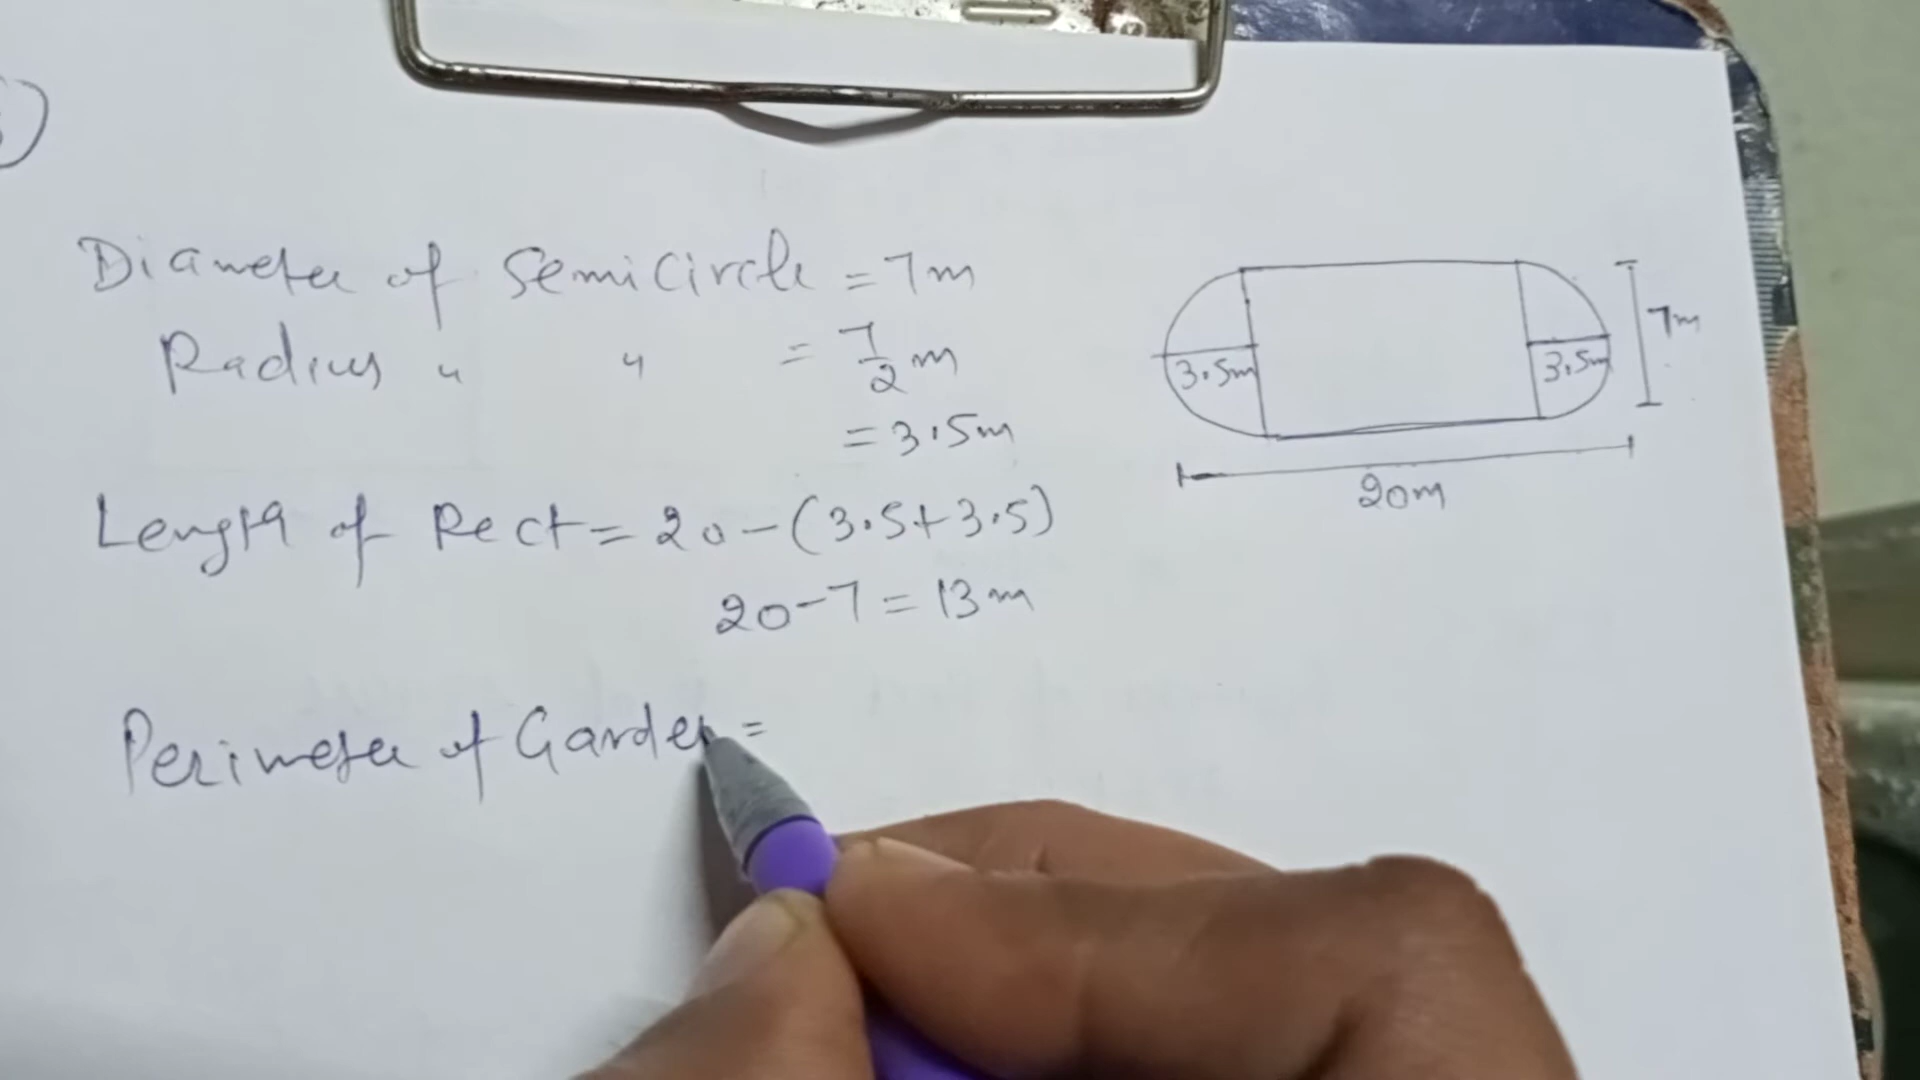 Diameter of Semicircle = 7m
Radius " " = 7/2 m
= 3.5m
Length of Rect = 20 - (3.5+3.5)
20-7 = 13m
Perimeter of Garden =
3.5m
3.5m
7m
20m